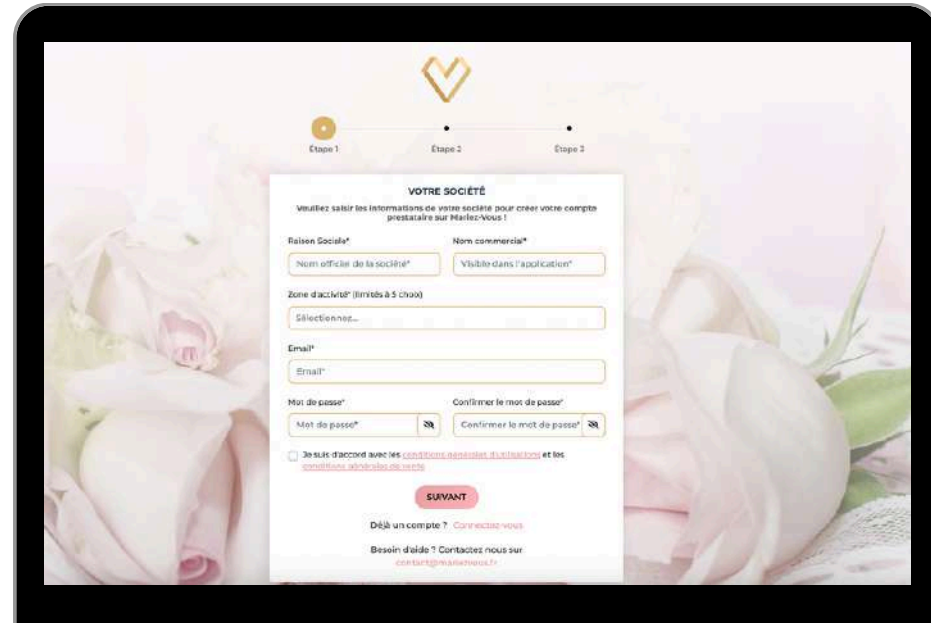 Étape 1 Étape 2 Étape 3
VOTRE SOCIÉTÉ
Veuillez saisir les informations de votre société pour créer votre compte
prestataire sur Mariez-Vous !
Raison Sociale* Nom commercial*
Nom officiel de la société* Visible dans l'application*
Zone d'activité* (limités à 5 choix)
Sélectionnez...
Email*
Email*
Mot de passe* Confirmer le mot de passe*
Mot de passe* Confirmer le mot de passe*
Je suis d'accord avec les conditions générales d'utilisations et les
conditions générales de vente
SUIVANT
Déjà un compte ? Connectez-vous
Besoin d'aide ? Contactez nous sur
contact@mariezvous.fr